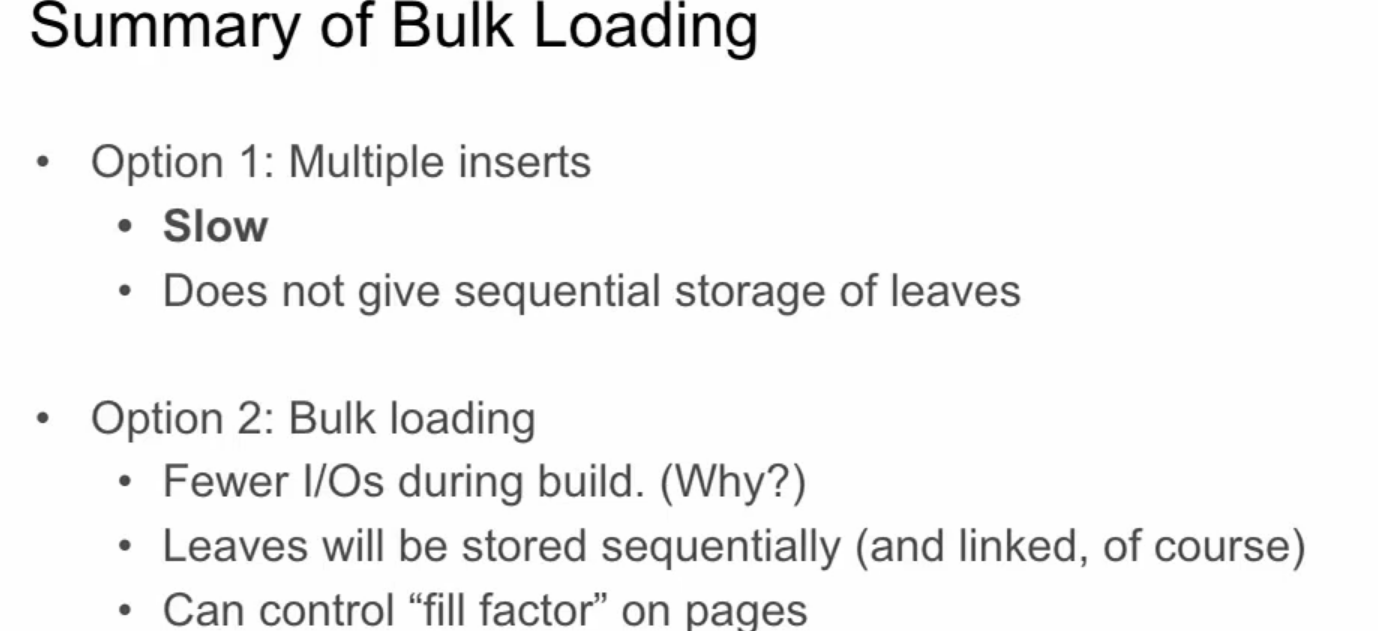 Summary of Bulk Loading
• Option 1: Multiple inserts
• Slow
• Does not give sequential storage of leaves
• Option 2: Bulk loading
• Fewer I/Os during build. (Why?)
• Leaves will be stored sequentially (and linked, of course)
• Can control “fill factor” on pages